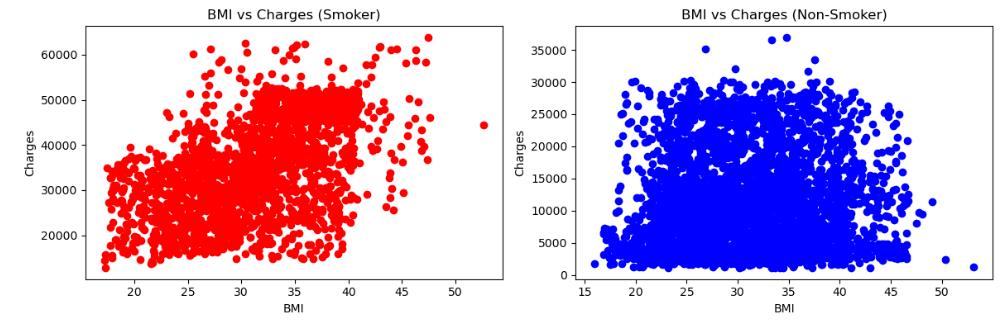 BMI vs Charges (Smoker)
60000
50000
40000
30000
20000
Charges
20 25 30 35 40 45 50
BMI
BMI vs Charges (Non-Smoker)
35000
30000
25000
20000
15000
10000
5000
0
Charges
15 20 25 30 35 40 45 50
BMI